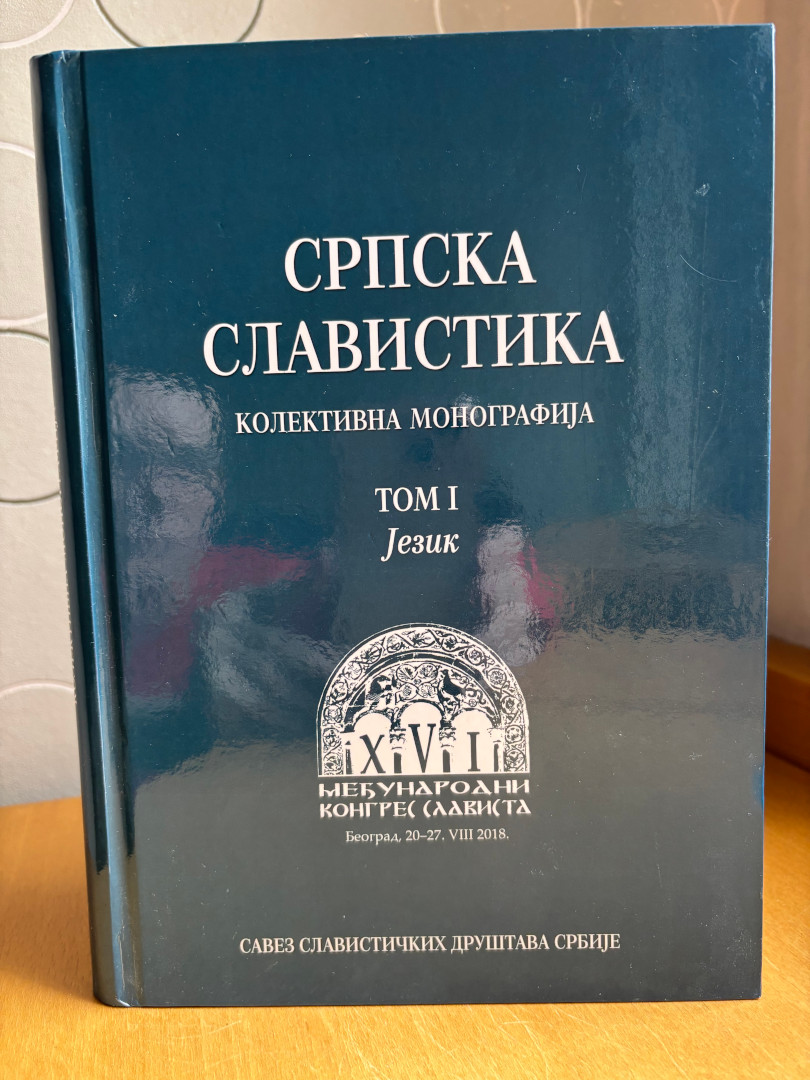 СРПСКА
СЛАВИСТИКА
КОЛЕКТИВНА МОНОГРАФИЈА
ТОМ I
Језик
XVI
МЕЂУНАРОДНИ
КОНГРЕС СЛАВИСТА
Београд, 20–27. VIII 2018.
САВЕЗ СЛАВИСТИЧКИХ ДРУШТАВА СРБИЈЕ